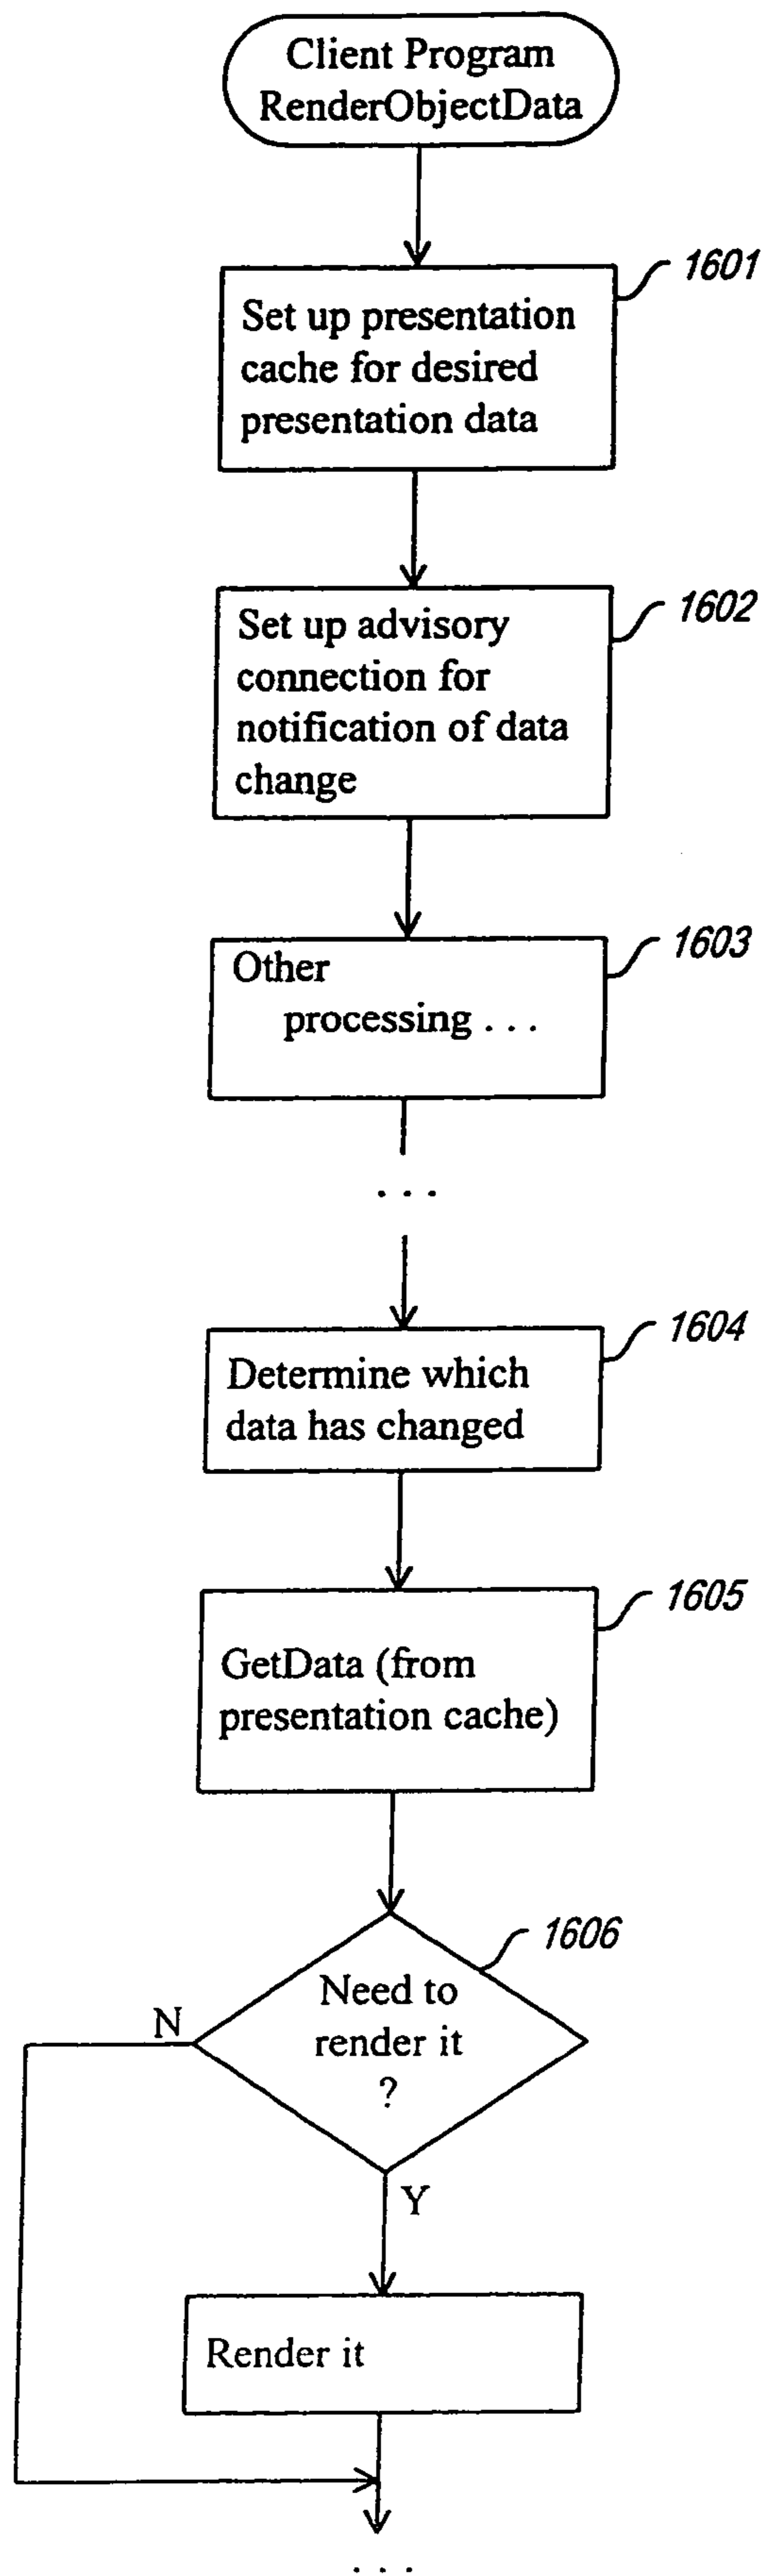 Client Program
RenderObjectData
1601
Set up presentation
cache for desired
presentation data
1602
Set up advisory
connection for
notification of data
change
1603
Other
processing . . .
. . .
1604
Determine which
data has changed
1605
GetData (from
presentation cache)
1606
Need to
render it
?
N
Y
Render it
. . .